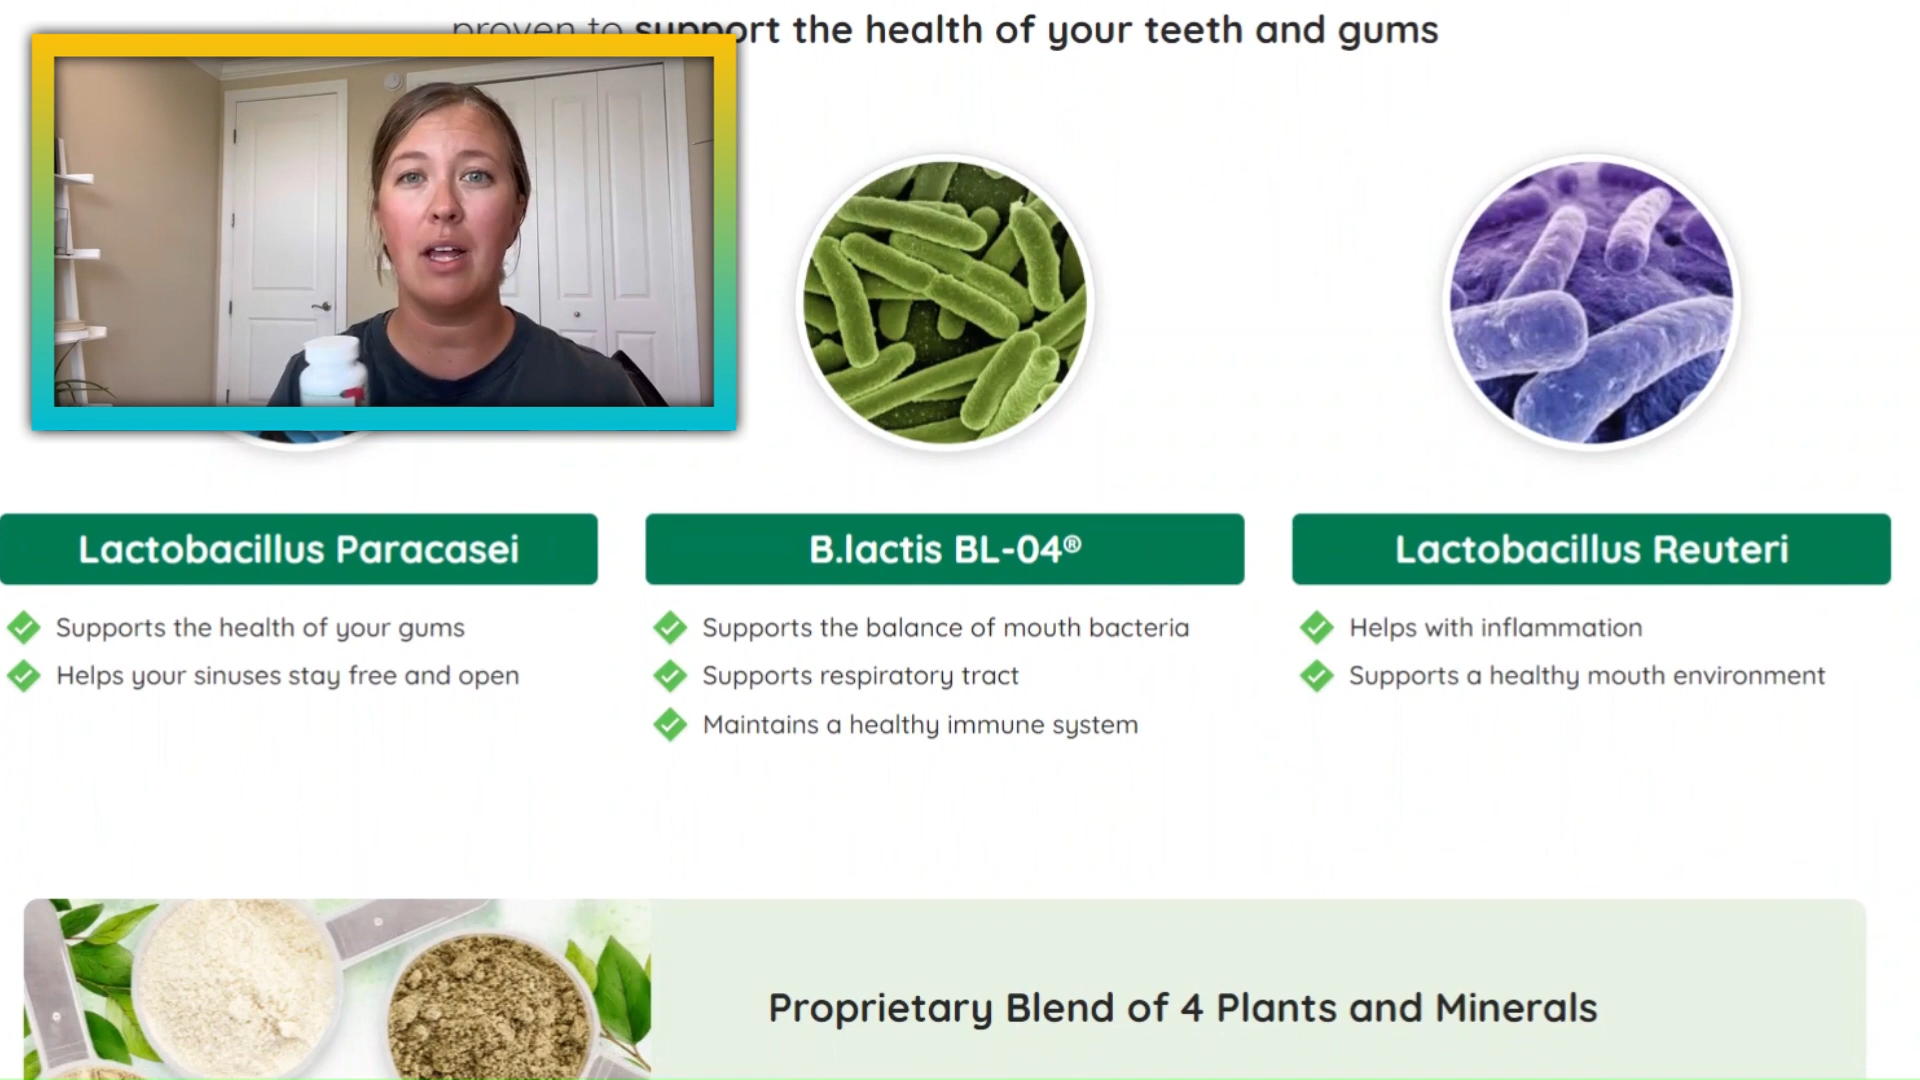 proven to support the health of your teeth and gums
Lactobacillus Paracasei
Supports the health of your gums
Helps your sinuses stay free and open
B.lactis BL-04®
Supports the balance of mouth bacteria
Supports respiratory tract
Maintains a healthy immune system
Lactobacillus Reuteri
Helps with inflammation
Supports a healthy mouth environment
Proprietary Blend of 4 Plants and Minerals